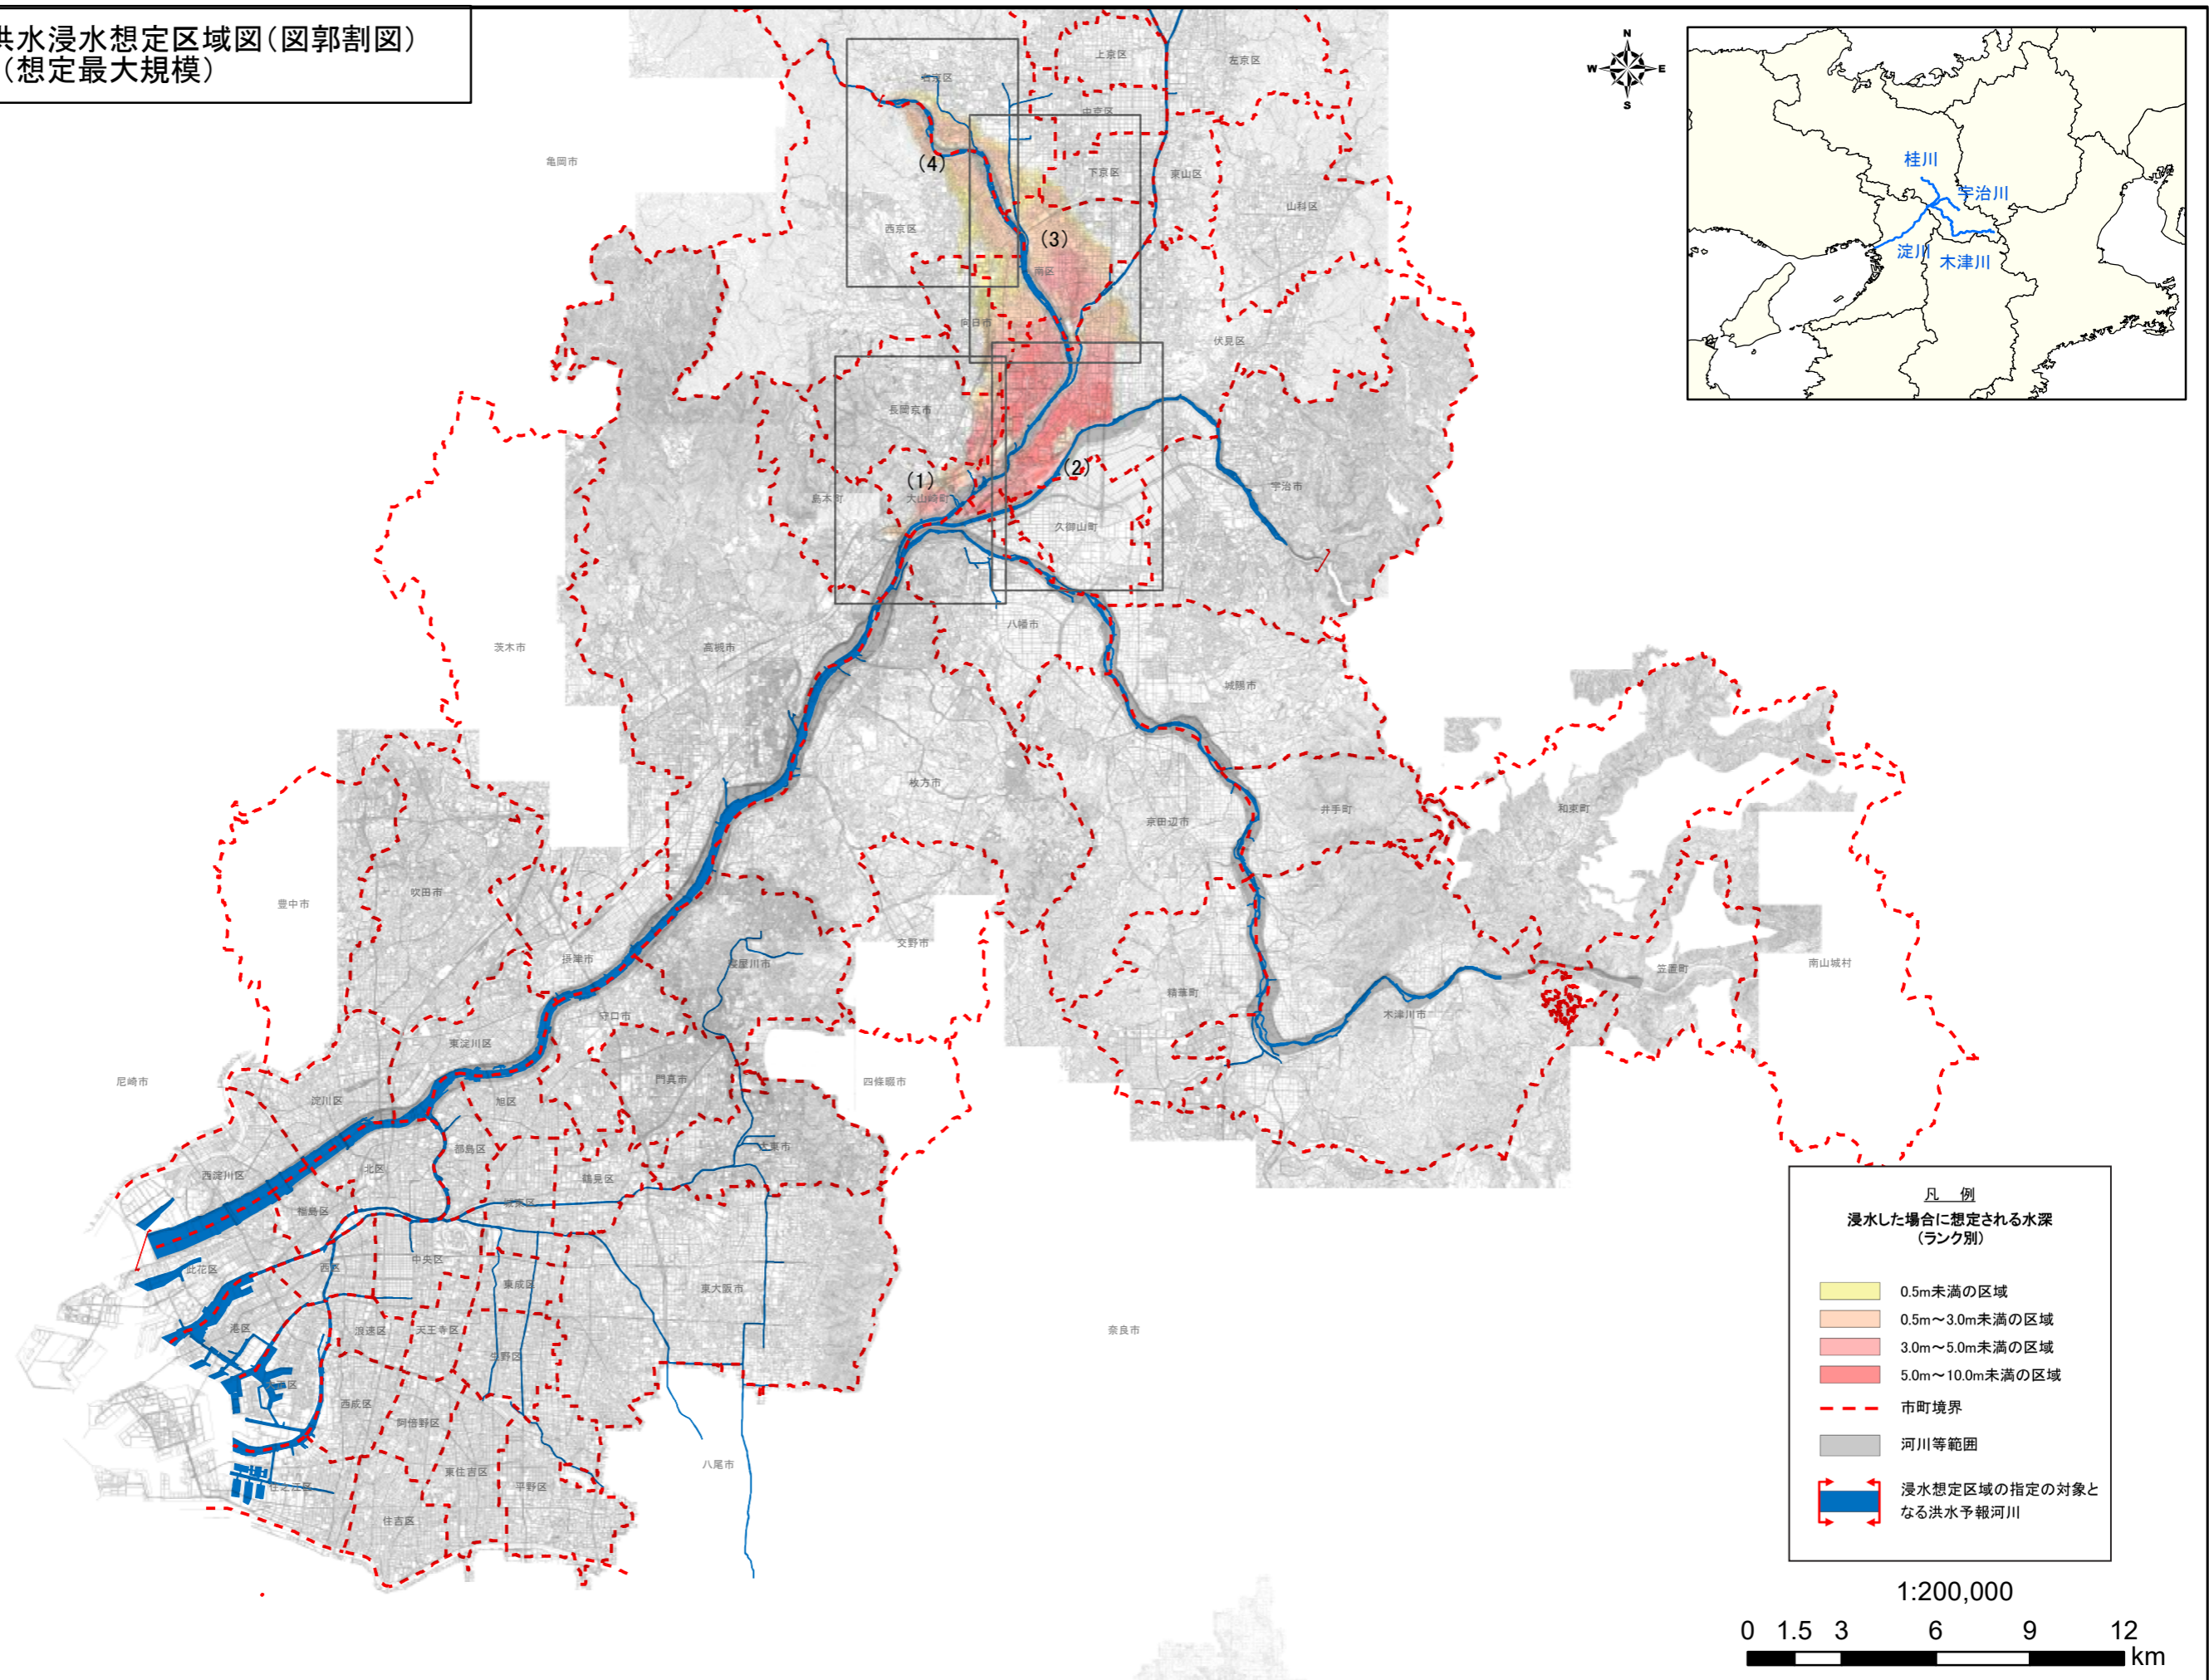 洪水浸水想定区域図(図郭割図)
(想定最大規模)
N
W
E
S
桂川
宇治川
淀川
木津川
上京区
左京区
右京区
中京区
亀岡市
(4)
下京区
東山区
山科区
西京区
(3)
南区
向日市
伏見区
長岡京市
(1)
(2)
島本町
大山崎町
宇治市
久御山町
茨木市
高槻市
八幡市
城陽市
枚方市
京田辺市
井手町
和束町
吹田市
豊中市
摂津市
寝屋川市
交野市
笠置町
南山城村
精華町
木津川市
守口市
東淀川区
尼崎市
淀川区
旭区
門真市
四條畷市
都島区
大東市
西淀川区
北区
鶴見区
福島区
城東区
中央区
此花区
西区
東成区
東大阪市
港区
浪速区
天王寺区
生野区
奈良市
大正区
西成区
阿倍野区
八尾市
東住吉区
平野区
住之江区
住吉区
凡 例
浸水した場合に想定される水深
(ランク別)
0.5m未満の区域
0.5m～3.0m未満の区域
3.0m～5.0m未満の区域
5.0m～10.0m未満の区域
市町境界
河川等範囲
浸水想定区域の指定の対象と
なる洪水予報河川
1:200,000
0 1.5 3 6 9 12
km